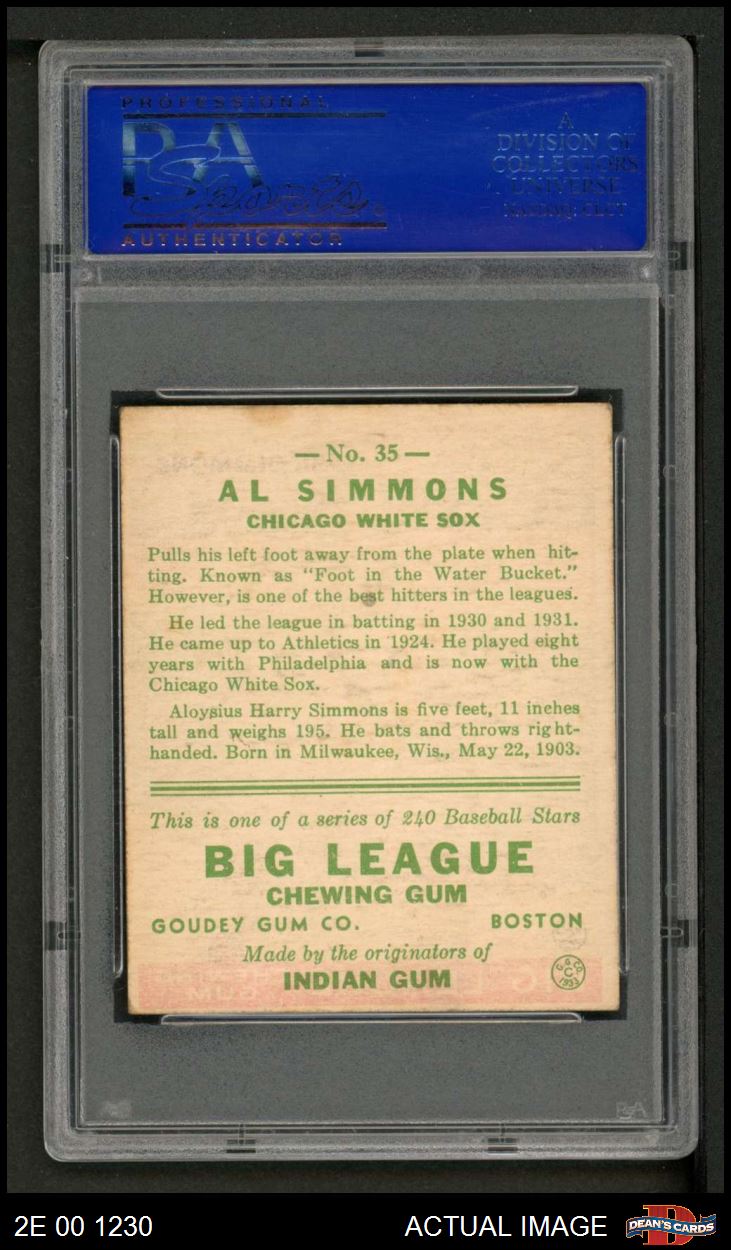 PROFESSIONAL
PSA
Sports
AUTHENTICATOR
A
DIVISION OF
COLLECTORS
UNIVERSE
NASDAQ: CLCT
— No. 35 —
AL SIMMONS
CHICAGO WHITE SOX
Pulls his left foot away from the plate when hit-
ting. Known as "Foot in the Water Bucket."
However, is one of the best hitters in the leagues.
He led the league in batting in 1930 and 1931.
He came up to Athletics in 1924. He played eight
years with Philadelphia and is now with the
Chicago White Sox.
Aloysius Harry Simmons is five feet, 11 inches
tall and weighs 195. He bats and throws right-
handed. Born in Milwaukee, Wis., May 22, 1903.
This is one of a series of 240 Baseball Stars
BIG LEAGUE
CHEWING GUM
GOUDEY GUM CO. BOSTON
Made by the originators of
INDIAN GUM
G. G. CO.
C
1933
PSA
2E 00 1230
ACTUAL IMAGE
D
DEAN'S CARDS